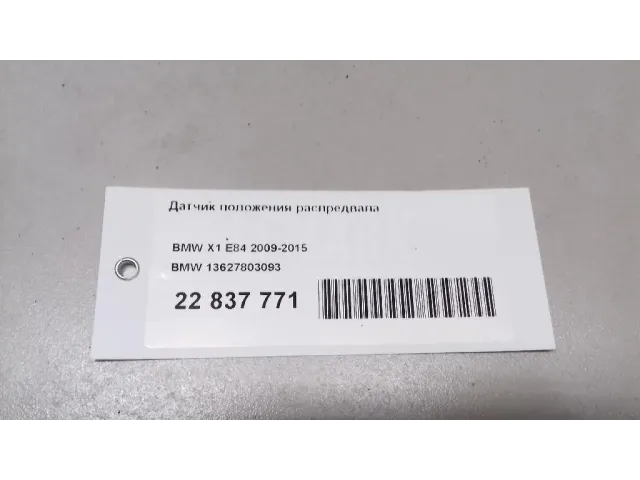 Датчик положения распредвала
BMW X1 E84 2009-2015
BMW 13627803093
22 837 771